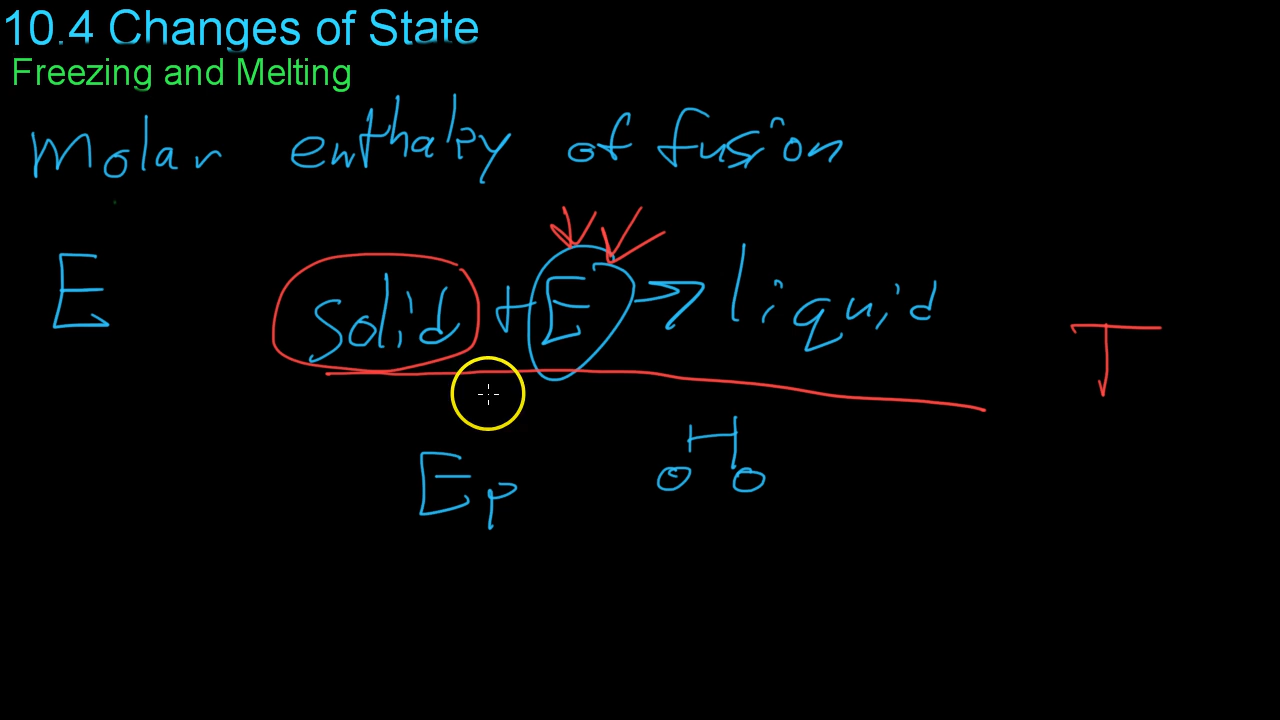 10.4 Changes of State
Freezing and Melting
Molar enthalpy of fusion
E
solid + E → liquid
T
Ep
H
o o